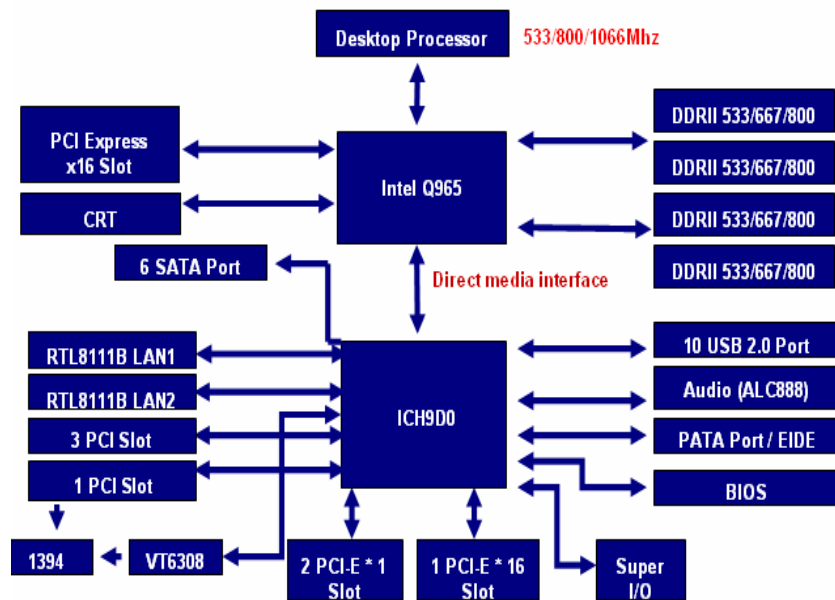 Desktop Processor
533/800/1066Mhz
PCI Express
x16 Slot
CRT
Intel Q965
DDRII 533/667/800
DDRII 533/667/800
DDRII 533/667/800
DDRII 533/667/800
6 SATA Port
Direct media interface
RTL8111B LAN1
RTL8111B LAN2
3 PCI Slot
1 PCI Slot
ICH9D0
10 USB 2.0 Port
Audio (ALC888)
PATA Port / EIDE
BIOS
1394
VT6308
2 PCI-E * 1
Slot
1 PCI-E * 16
Slot
Super
I/O